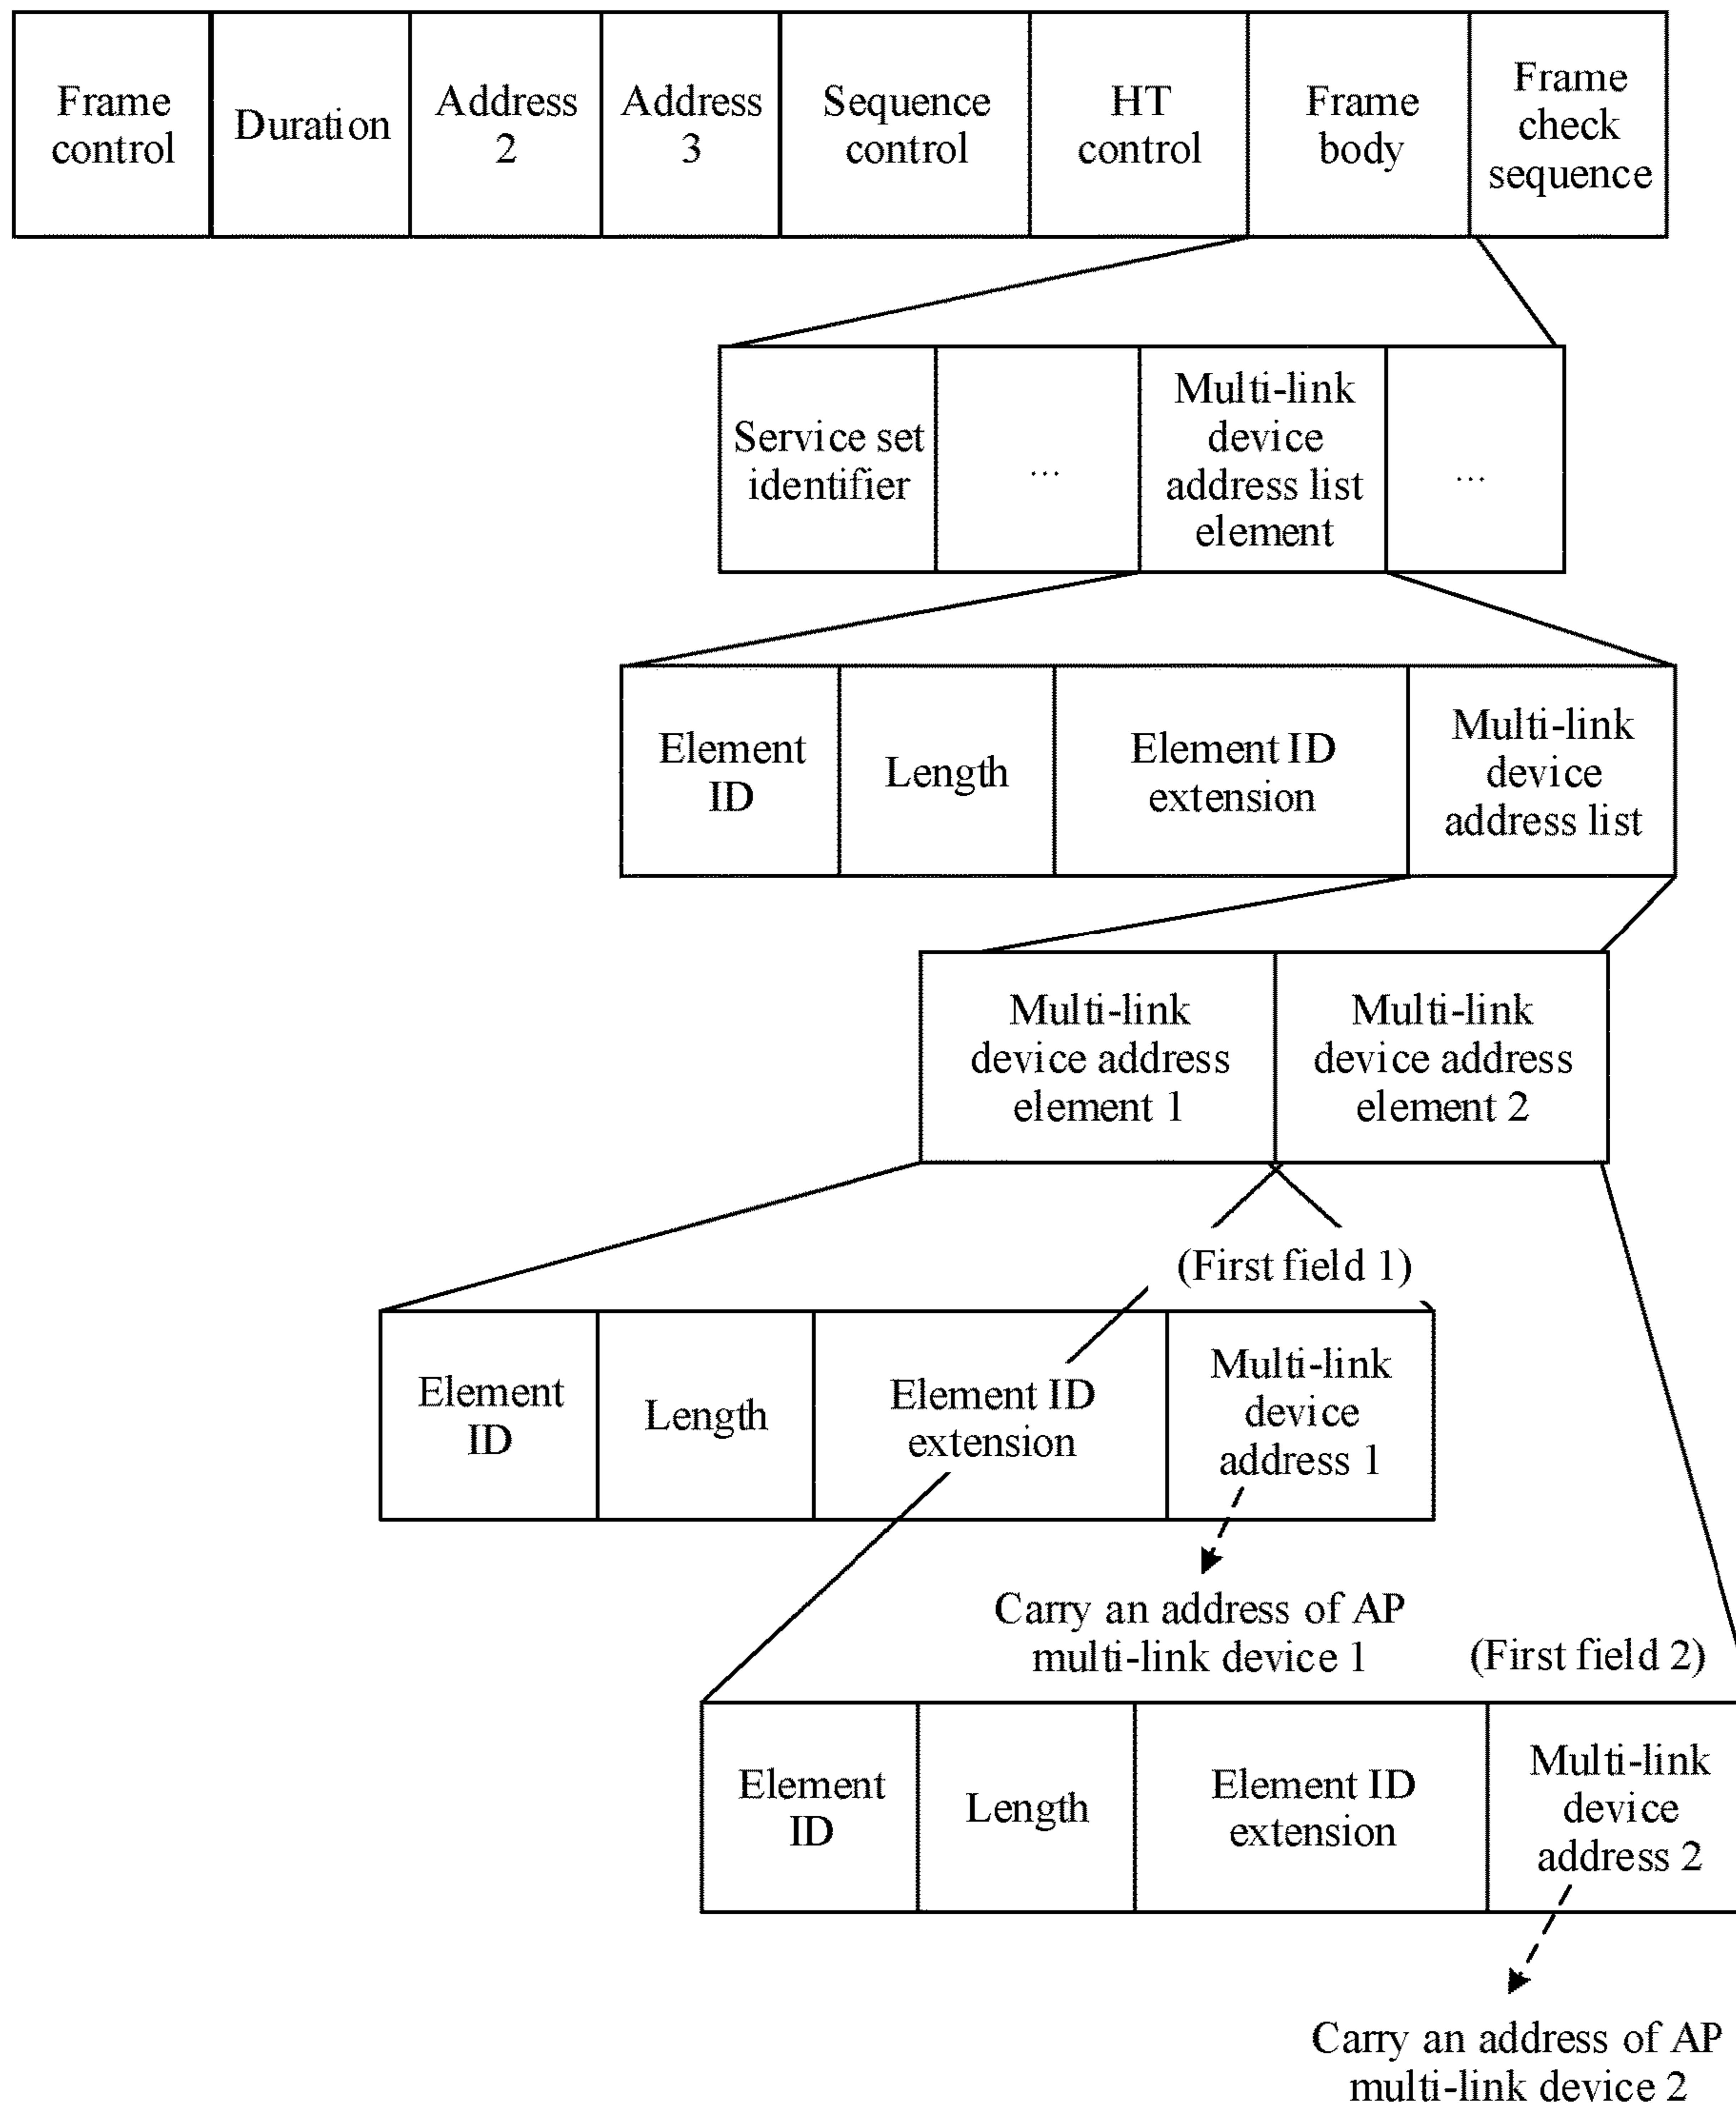 Frame
control
Duration
Address
2
Address
3
Sequence
control
HT
control
Frame
body
Frame
check
sequence
Service set
identifier
...
Multi-link
device
address list
element
...
Element
ID
Length
Element ID
extension
Multi-link
device
address list
Multi-link
device address
element 1
Multi-link
device address
element 2
(First field 1)
Element
ID
Length
Element ID
extension
Multi-link
device
address 1
Carry an address of AP
multi-link device 1
(First field 2)
Element
ID
Length
Element ID
extension
Multi-link
device
address 2
Carry an address of AP
multi-link device 2